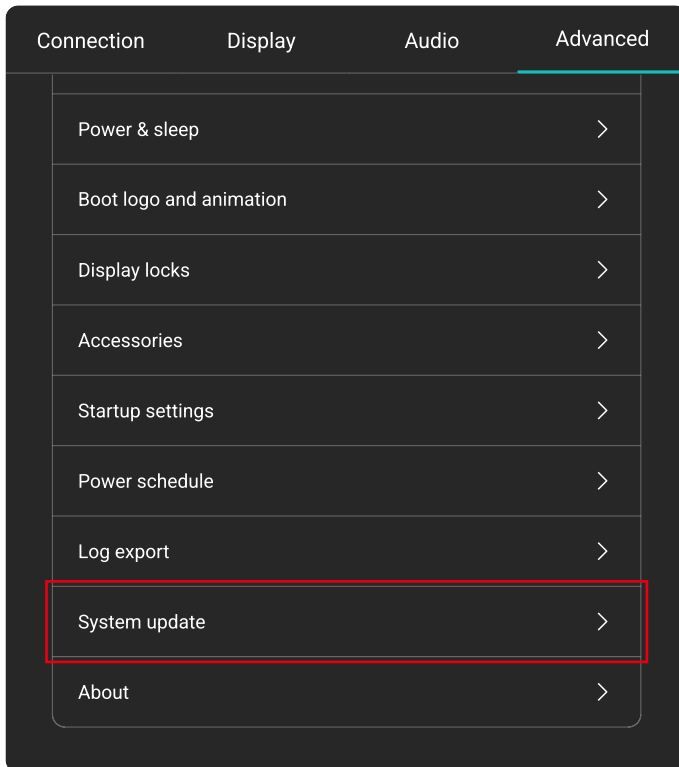 Connection Display Audio Advanced
Power & sleep
Boot logo and animation
Display locks
Accessories
Startup settings
Power schedule
Log export
System update
About